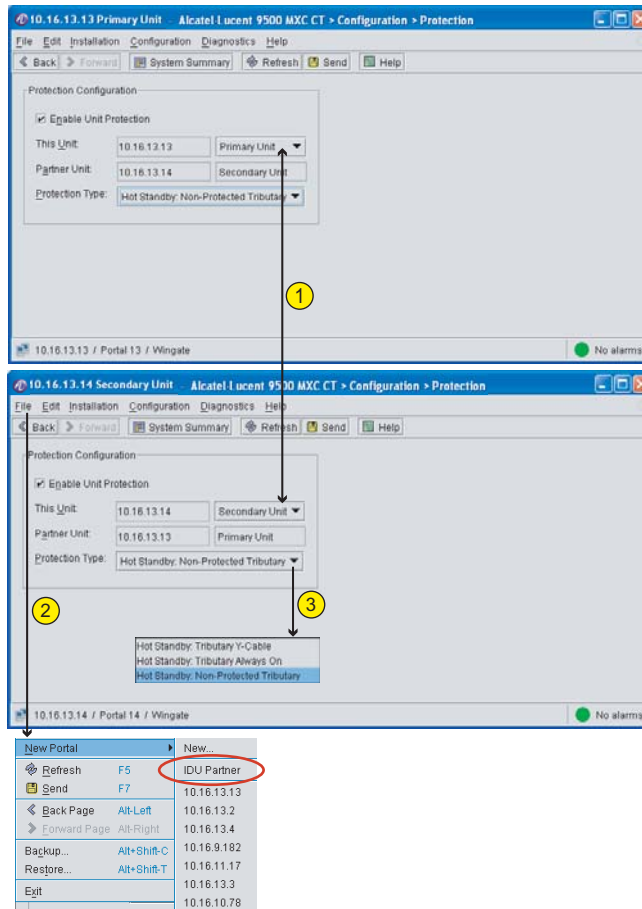 10.16.13.13 Primary Unit - Alcatel-Lucent 9500 MXC CT > Configuration > Protection
File Edit Installation Configuration Diagnostics Help
Back Forward System Summary Refresh Send Help
Protection Configuration
Enable Unit Protection
This Unit: 10.16.13.13 Primary Unit
Partner Unit: 10.16.13.14 Secondary Unit
Protection Type: Hot Standby: Non-Protected Tributary
1
10.16.13.13 / Portal 13 / Wingate No alarms
10.16.13.14 Secondary Unit - Alcatel-Lucent 9500 MXC CT > Configuration > Protection
File Edit Installation Configuration Diagnostics Help
Back Forward System Summary Refresh Send Help
Protection Configuration
Enable Unit Protection
This Unit: 10.16.13.14 Secondary Unit
Partner Unit: 10.16.13.13 Primary Unit
Protection Type: Hot Standby: Non-Protected Tributary
2 3
Hot Standby: Tributary Y-Cable
Hot Standby: Tributary Always On
Hot Standby: Non-Protected Tributary
10.16.13.14 / Portal 14 / Wingate No alarms
New Portal New...
Refresh F5 IDU Partner
Send F7 10.16.13.13
Back Page Alt-Left 10.16.13.2
Forward Page Alt-Right 10.16.13.4
Backup... Alt+Shift-C 10.16.9.182
Restore... Alt+Shift-T 10.16.11.17
Exit 10.16.13.3
10.16.10.78